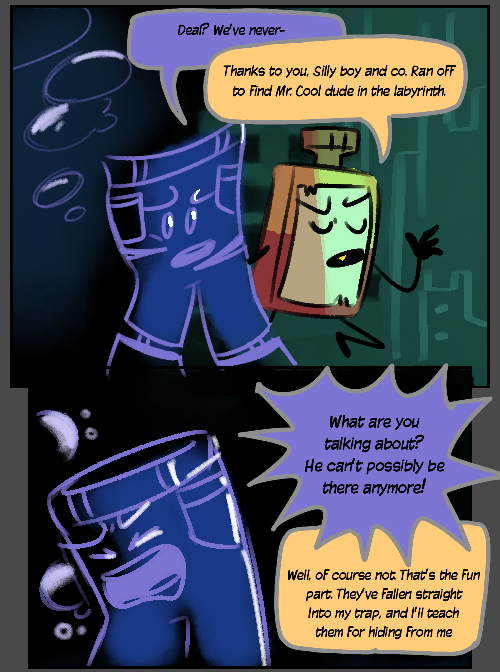 Deal? We've never-
Thanks to you, Silly boy and co. Ran off
to Find Mr. Cool dude in the labyrinth.
What are you
talking about?
He can't possibly be
there anymore!
Well, of course not. That's the Fun
part. They've Fallen straight
Into my trap, and I'll teach
them For hiding From me